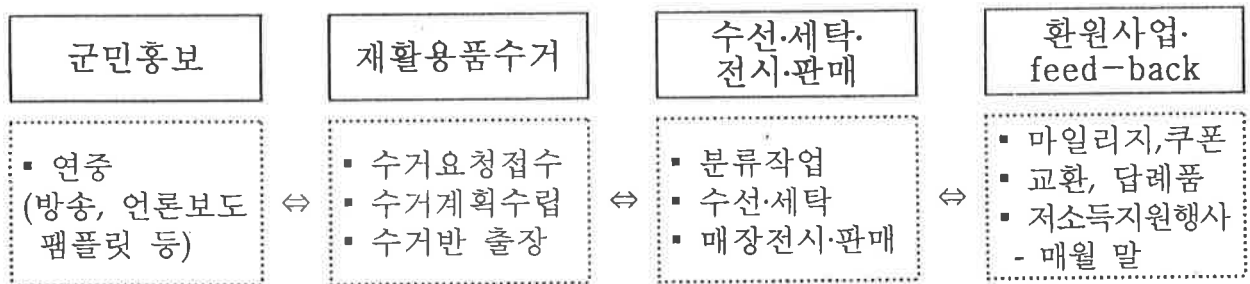 군민홍보
재활용품수거
수선·세탁·
전시·판매
환원사업·
feed-back
▪ 연중
(방송, 언론보도
팸플릿 등)
⇔
▪ 수거요청접수
▪ 수거계획수립
▪ 수거반 출장
⇔
▪ 분류작업
▪ 수선·세탁
▪ 매장전시·판매
⇔
▪ 마일리지,쿠폰
▪ 교환, 답례품
▪ 저소득지원행사
- 매월 말